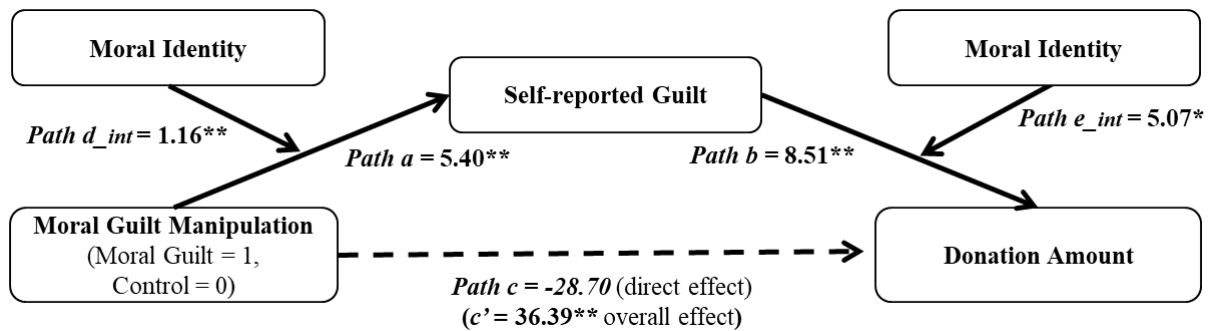 Moral Identity
Moral Identity
Self-reported Guilt
Path d_int = 1.16**
Path e_int = 5.07*
Path a = 5.40**
Path b = 8.51**
Moral Guilt Manipulation
(Moral Guilt = 1,
Control = 0)
Donation Amount
Path c = -28.70 (direct effect)
(c’ = 36.39** overall effect)